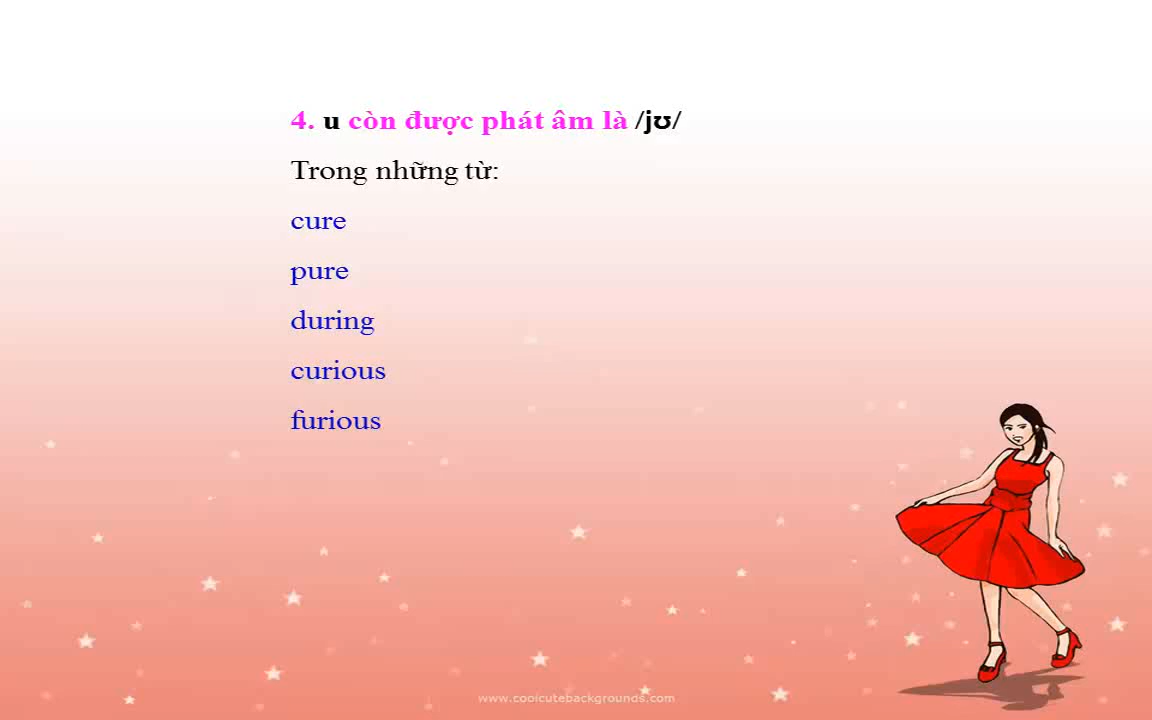 4. u còn được phát âm là /jʊ/
Trong những từ:
cure
pure
during
curious
furious
www.coolcutebackgrounds.com